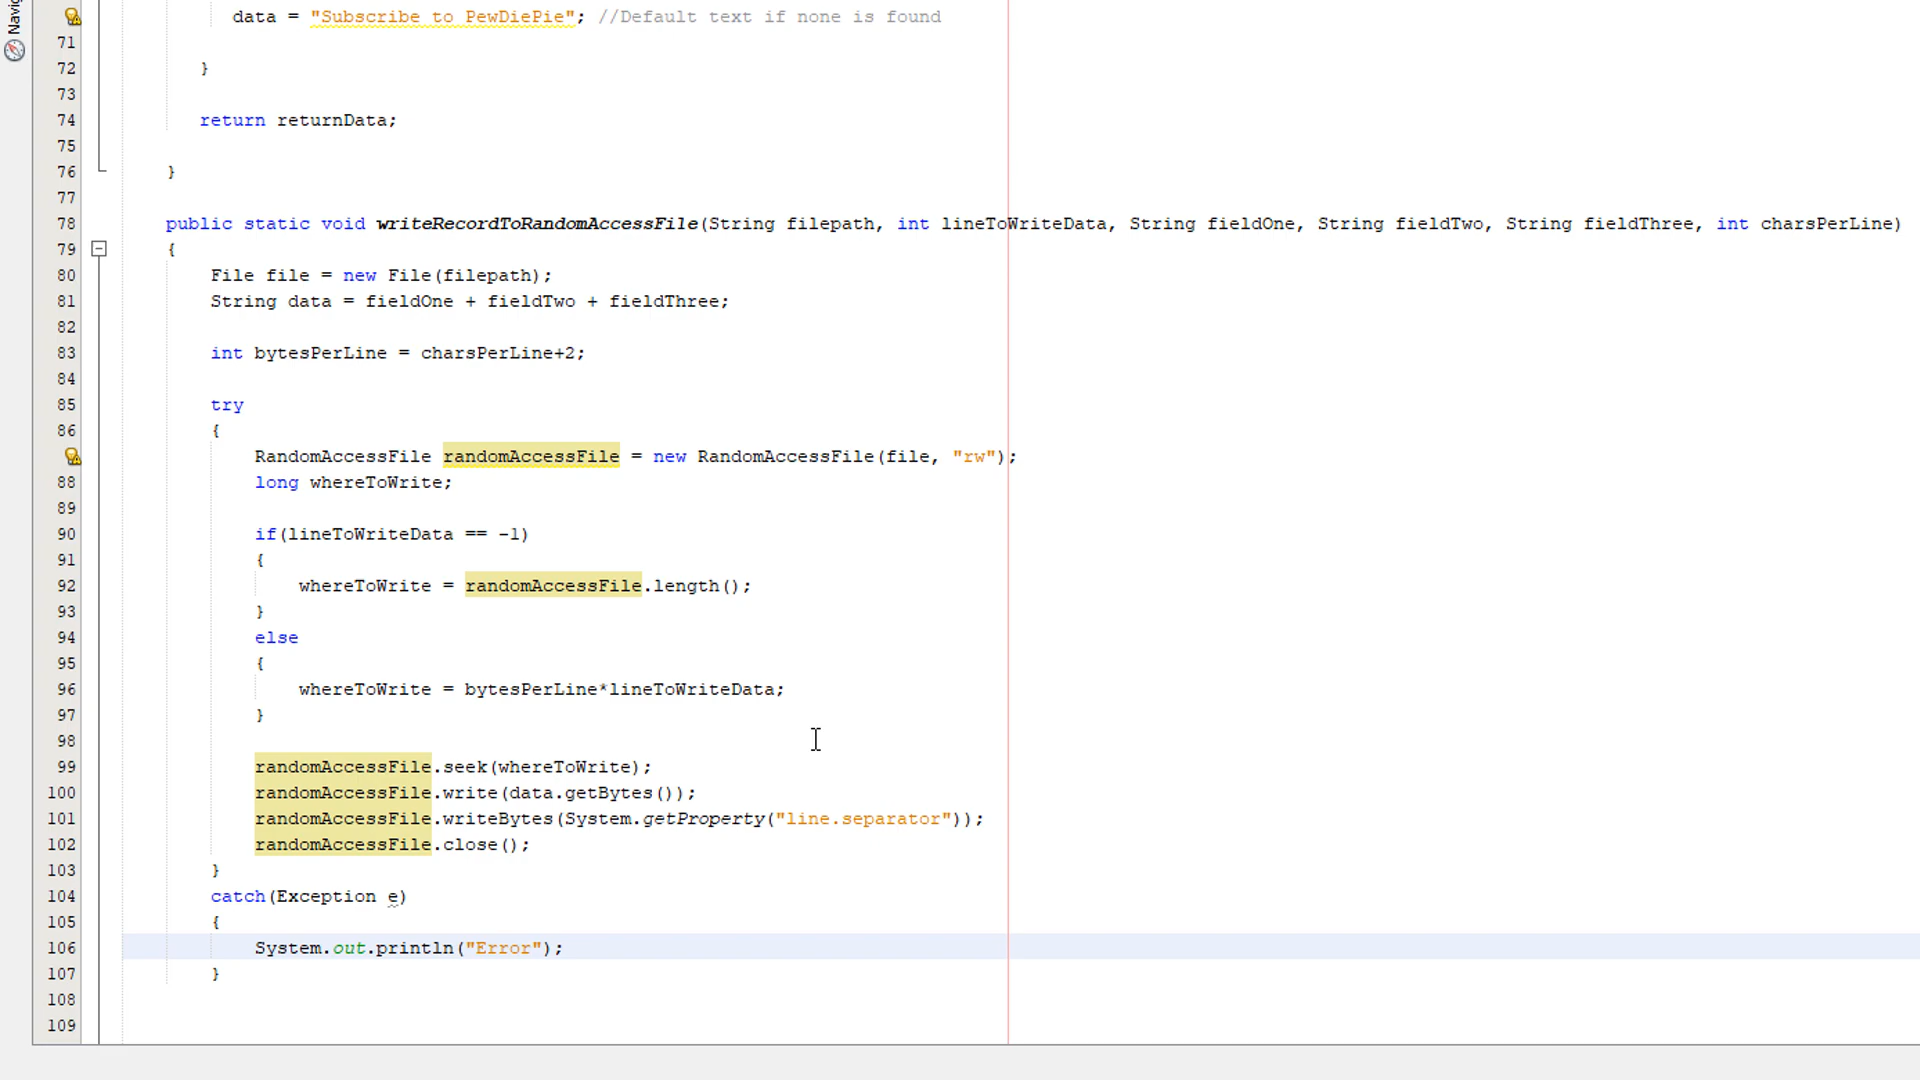 Navig
data = "Subscribe to PewDiePie"; //Default text if none is found
71
72 }
73
74 return returnData;
75
76 }
77
78 public static void writeRecordToRandomAccessFile(String filepath, int lineToWriteData, String fieldOne, String fieldTwo, String fieldThree, int charsPerLine)
79 {
80 File file = new File(filepath);
81 String data = fieldOne + fieldTwo + fieldThree;
82
83 int bytesPerLine = charsPerLine+2;
84
85 try
86 {
RandomAccessFile randomAccessFile = new RandomAccessFile(file, "rw");
88 long whereToWrite;
89
90 if(lineToWriteData == -1)
91 {
92 whereToWrite = randomAccessFile.length();
93 }
94 else
95 {
96 whereToWrite = bytesPerLine*lineToWriteData;
97 }
98
99 randomAccessFile.seek(whereToWrite);
100 randomAccessFile.write(data.getBytes());
101 randomAccessFile.writeBytes(System.getProperty("line.separator"));
102 randomAccessFile.close();
103 }
104 catch(Exception e)
105 {
106 System.out.println("Error");
107 }
108
109